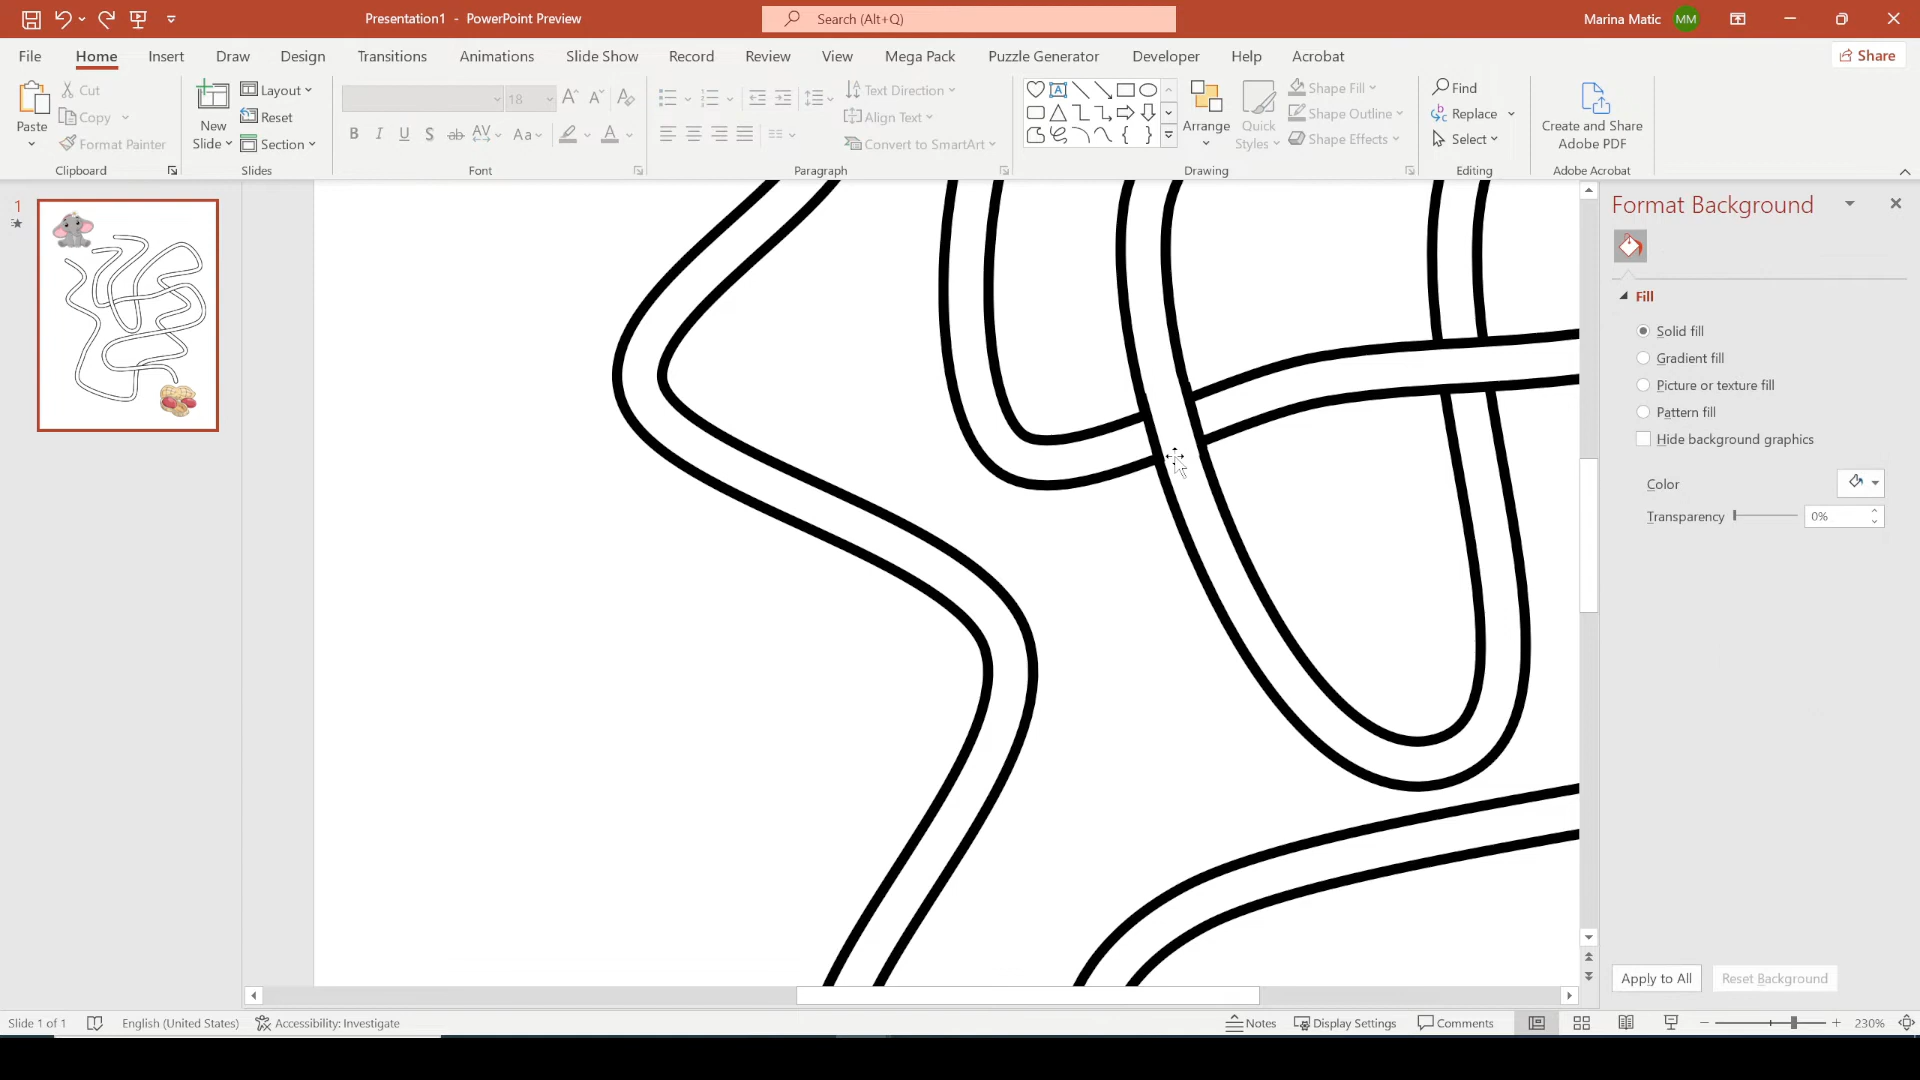 Presentation1 - PowerPoint Preview
Search (Alt+Q)
Marina Matic MM
File Home Insert Draw Design Transitions Animations Slide Show Record Review View Mega Pack Puzzle Generator Developer Help Acrobat
Share
Paste
Cut
Copy
Format Painter
Clipboard
New
Slide
Layout
Reset
Section
Slides
18
Font
Text Direction
Align Text
Convert to SmartArt
Paragraph
Arrange
Quick
Styles
Shape Fill
Shape Outline
Shape Effects
Drawing
Find
Replace
Select
Editing
Create and Share
Adobe PDF
Adobe Acrobat
1
Format Background
Fill
Solid fill
Gradient fill
Picture or texture fill
Pattern fill
Hide background graphics
Color
Transparency 0%
Apply to All Reset Background
Slide 1 of 1 English (United States) Accessibility: Investigate Notes Display Settings Comments 230%